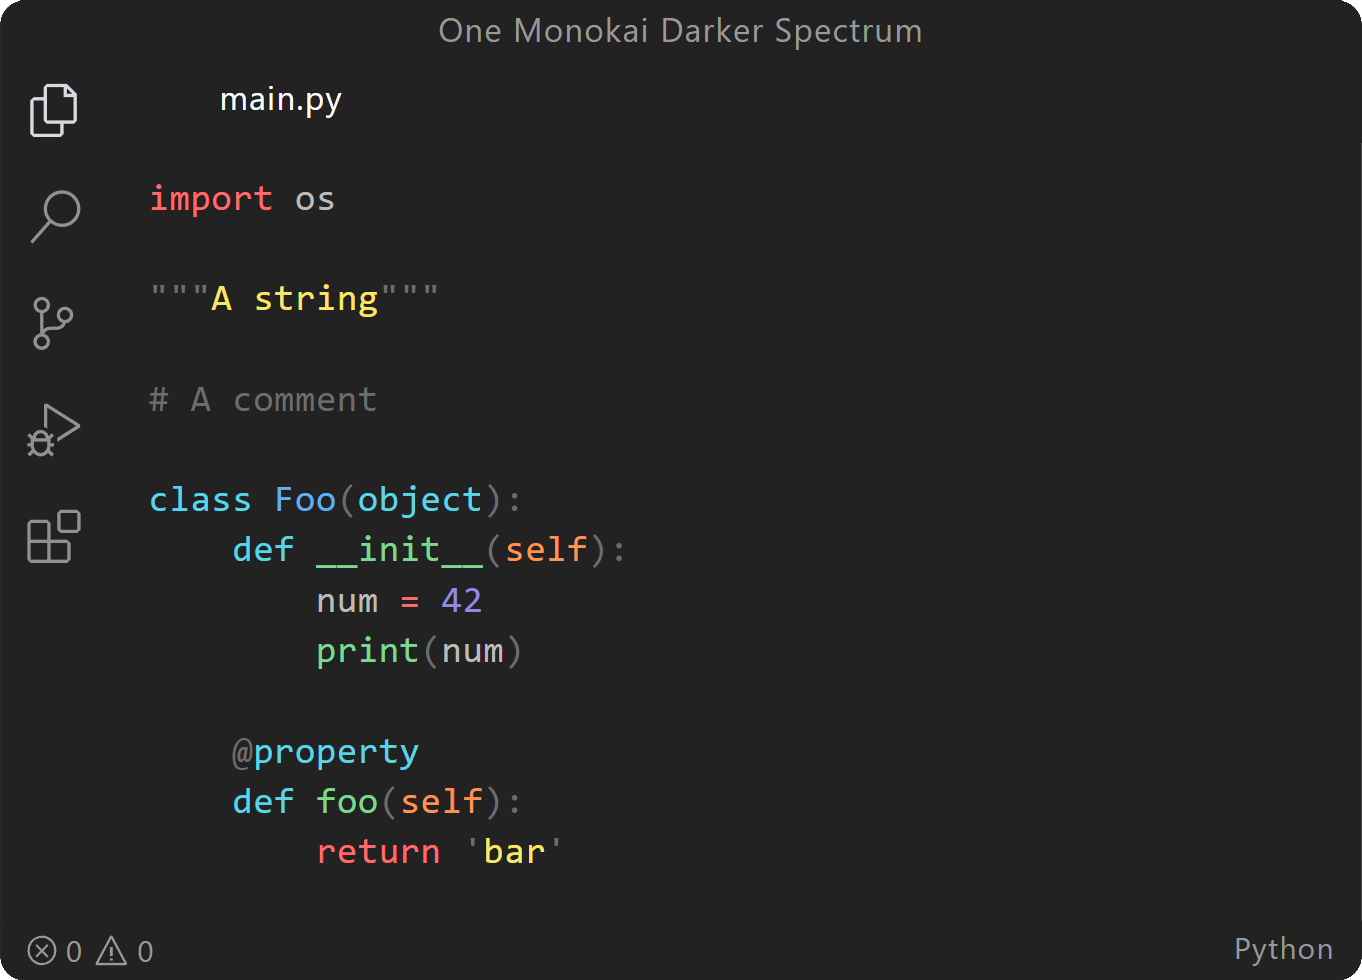 One Monokai Darker Spectrum
main.py
import os
"""A string"""
# A comment
class Foo(object):
    def __init__(self):
        num = 42
        print(num)
    @property
    def foo(self):
        return 'bar'
0 0
Python